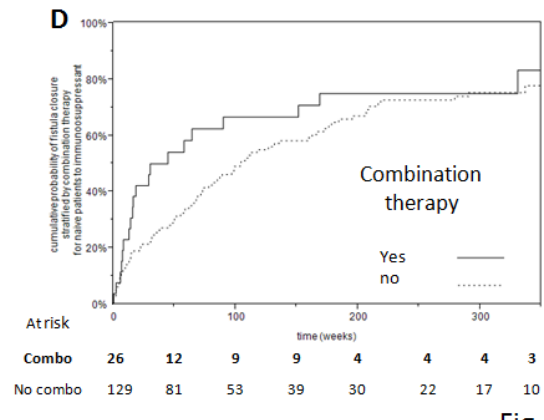 D
100%
80%
60%
40%
20%
0%
cumulative probability of fistula closure
stratified by combination therapy
for naive patients to immunoosuppressant
Combination
therapy
Yes
no
0 100 200 300
time (weeks)
At risk
Combo 26 12 9 9 4 4 4 3
No combo 129 81 53 39 30 22 17 10
Fig